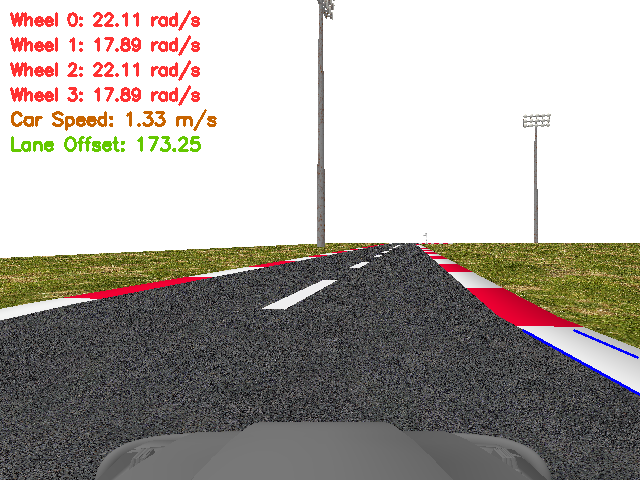 Wheel 0: 22.11 rad/s
Wheel 1: 17.89 rad/s
Wheel 2: 22.11 rad/s
Wheel 3: 17.89 rad/s
Car Speed: 1.33 m/s
Lane Offset: 173.25